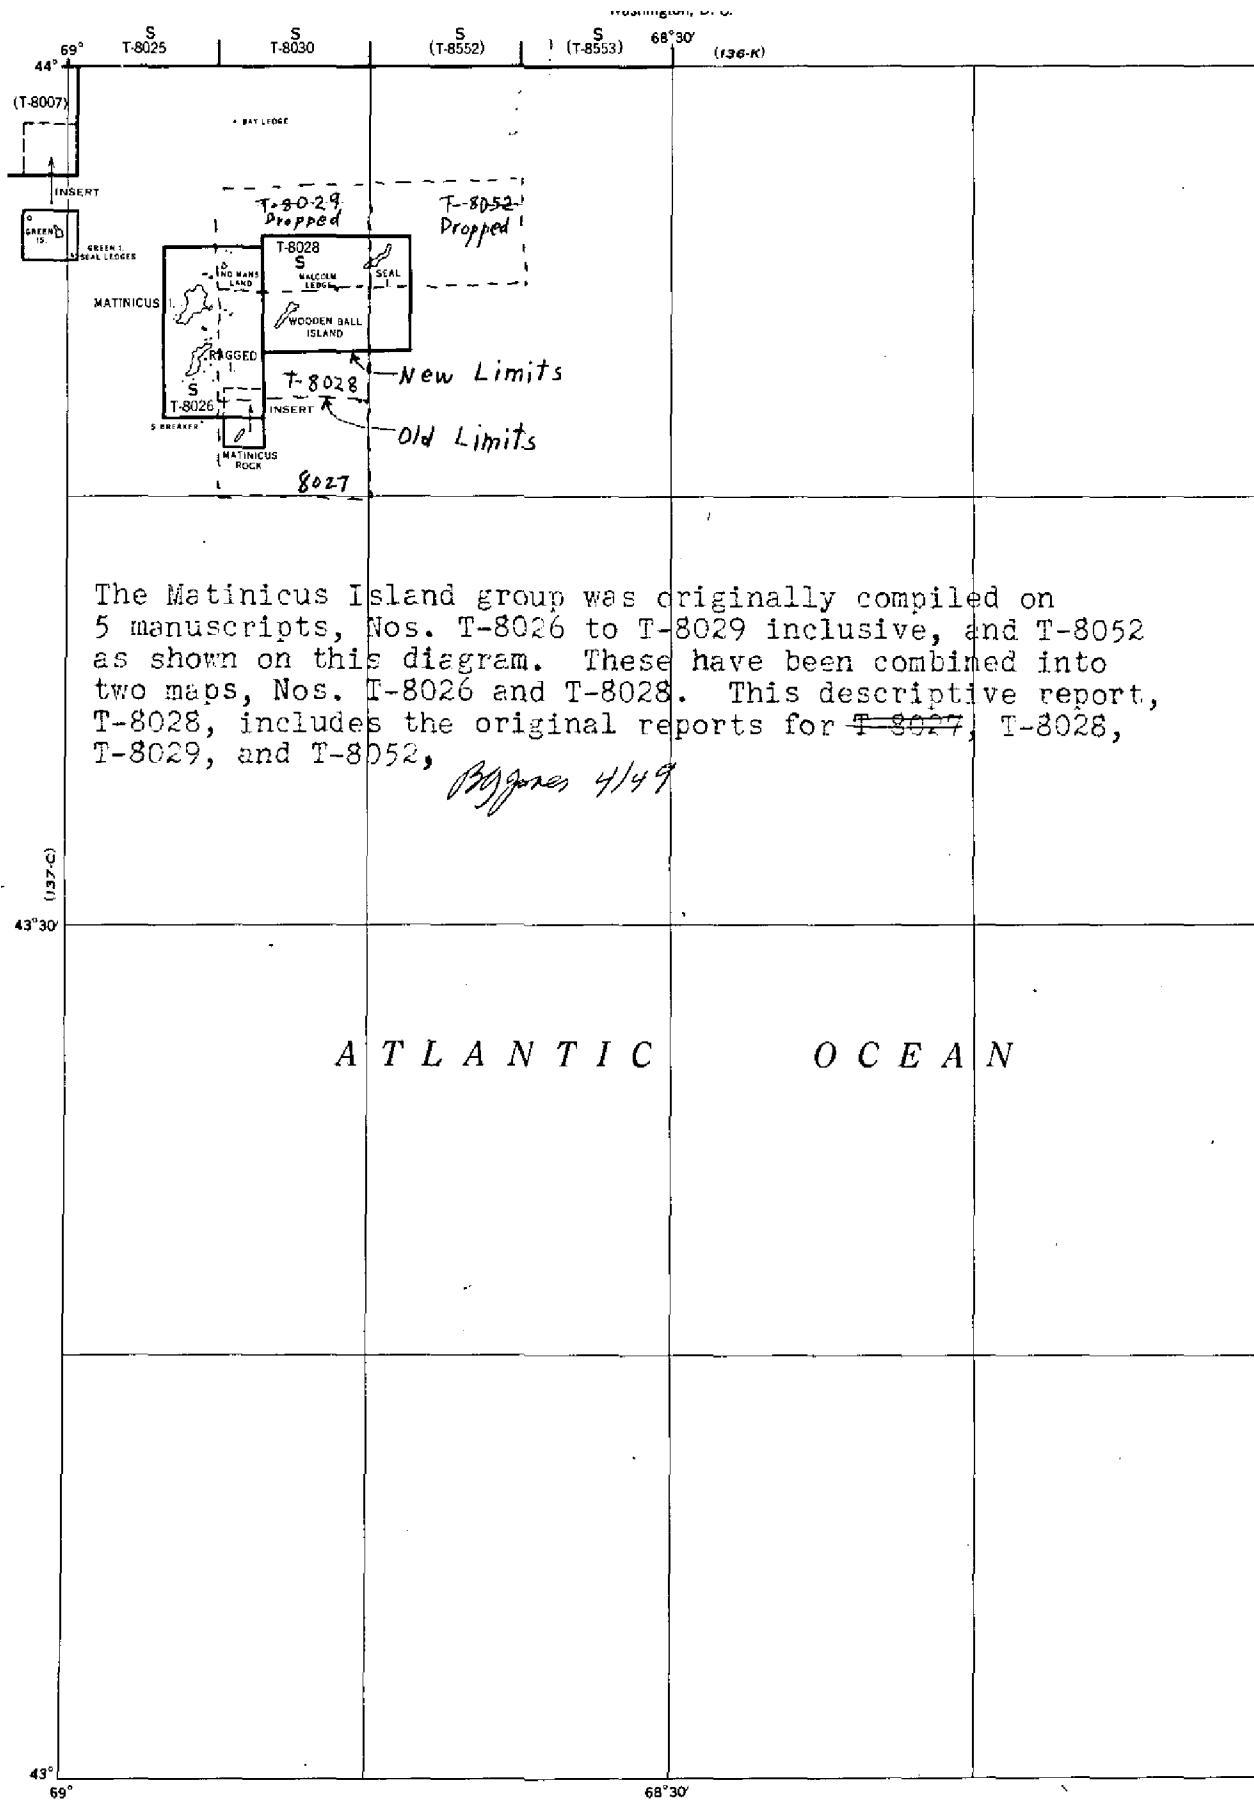 Washington, D. C.
S S S S
T-8025 T-8030 (T-8552) (T-8553)
69° 68°30′ (136-K)
44°
(T-8007)
BAY LEDGE
INSERT
T-8029
Dropped
T-8052
Dropped
GREEN
IS.
GREEN I.
SEAL LEDGES
T-8028
S
NO MANS
LAND
MALCOLM
LEDGE
SEAL
I.
MATINICUS I.
WOODEN BALL
ISLAND
RAGGED
I.
S
T-8026
T-8028
New Limits
INSERT
S BREAKER
Old Limits
MATINICUS
ROCK
8027
The Matinicus Island group was originally compiled on
5 manuscripts, Nos. T-8026 to T-8029 inclusive, and T-8052
as shown on this diagram. These have been combined into
two maps, Nos. T-8026 and T-8028. This descriptive report,
T-8028, includes the original reports for T-8027, T-8028,
T-8029, and T-8052,
BGJones 4/49
(137-C)
43°30′
ATLANTIC OCEAN
43°
69° 68°30′